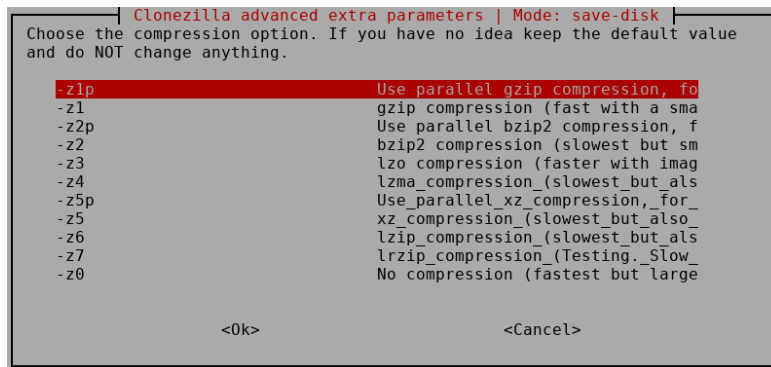 Clonezilla advanced extra parameters | Mode: save-disk
Choose the compression option. If you have no idea keep the default value
and do NOT change anything.
-z1p Use parallel gzip compression, fo
-z1 gzip compression (fast with a sma
-z2p Use parallel bzip2 compression, f
-z2 bzip2 compression (slowest but sm
-z3 lzo compression (faster with imag
-z4 lzma_compression_(slowest_but_als
-z5p Use_parallel_xz_compression,_for_
-z5 xz_compression_(slowest_but_also_
-z6 lzip_compression_(slowest_but_als
-z7 lrzip_compression_(Testing._Slow_
-z0 No compression (fastest but large
<Ok> <Cancel>